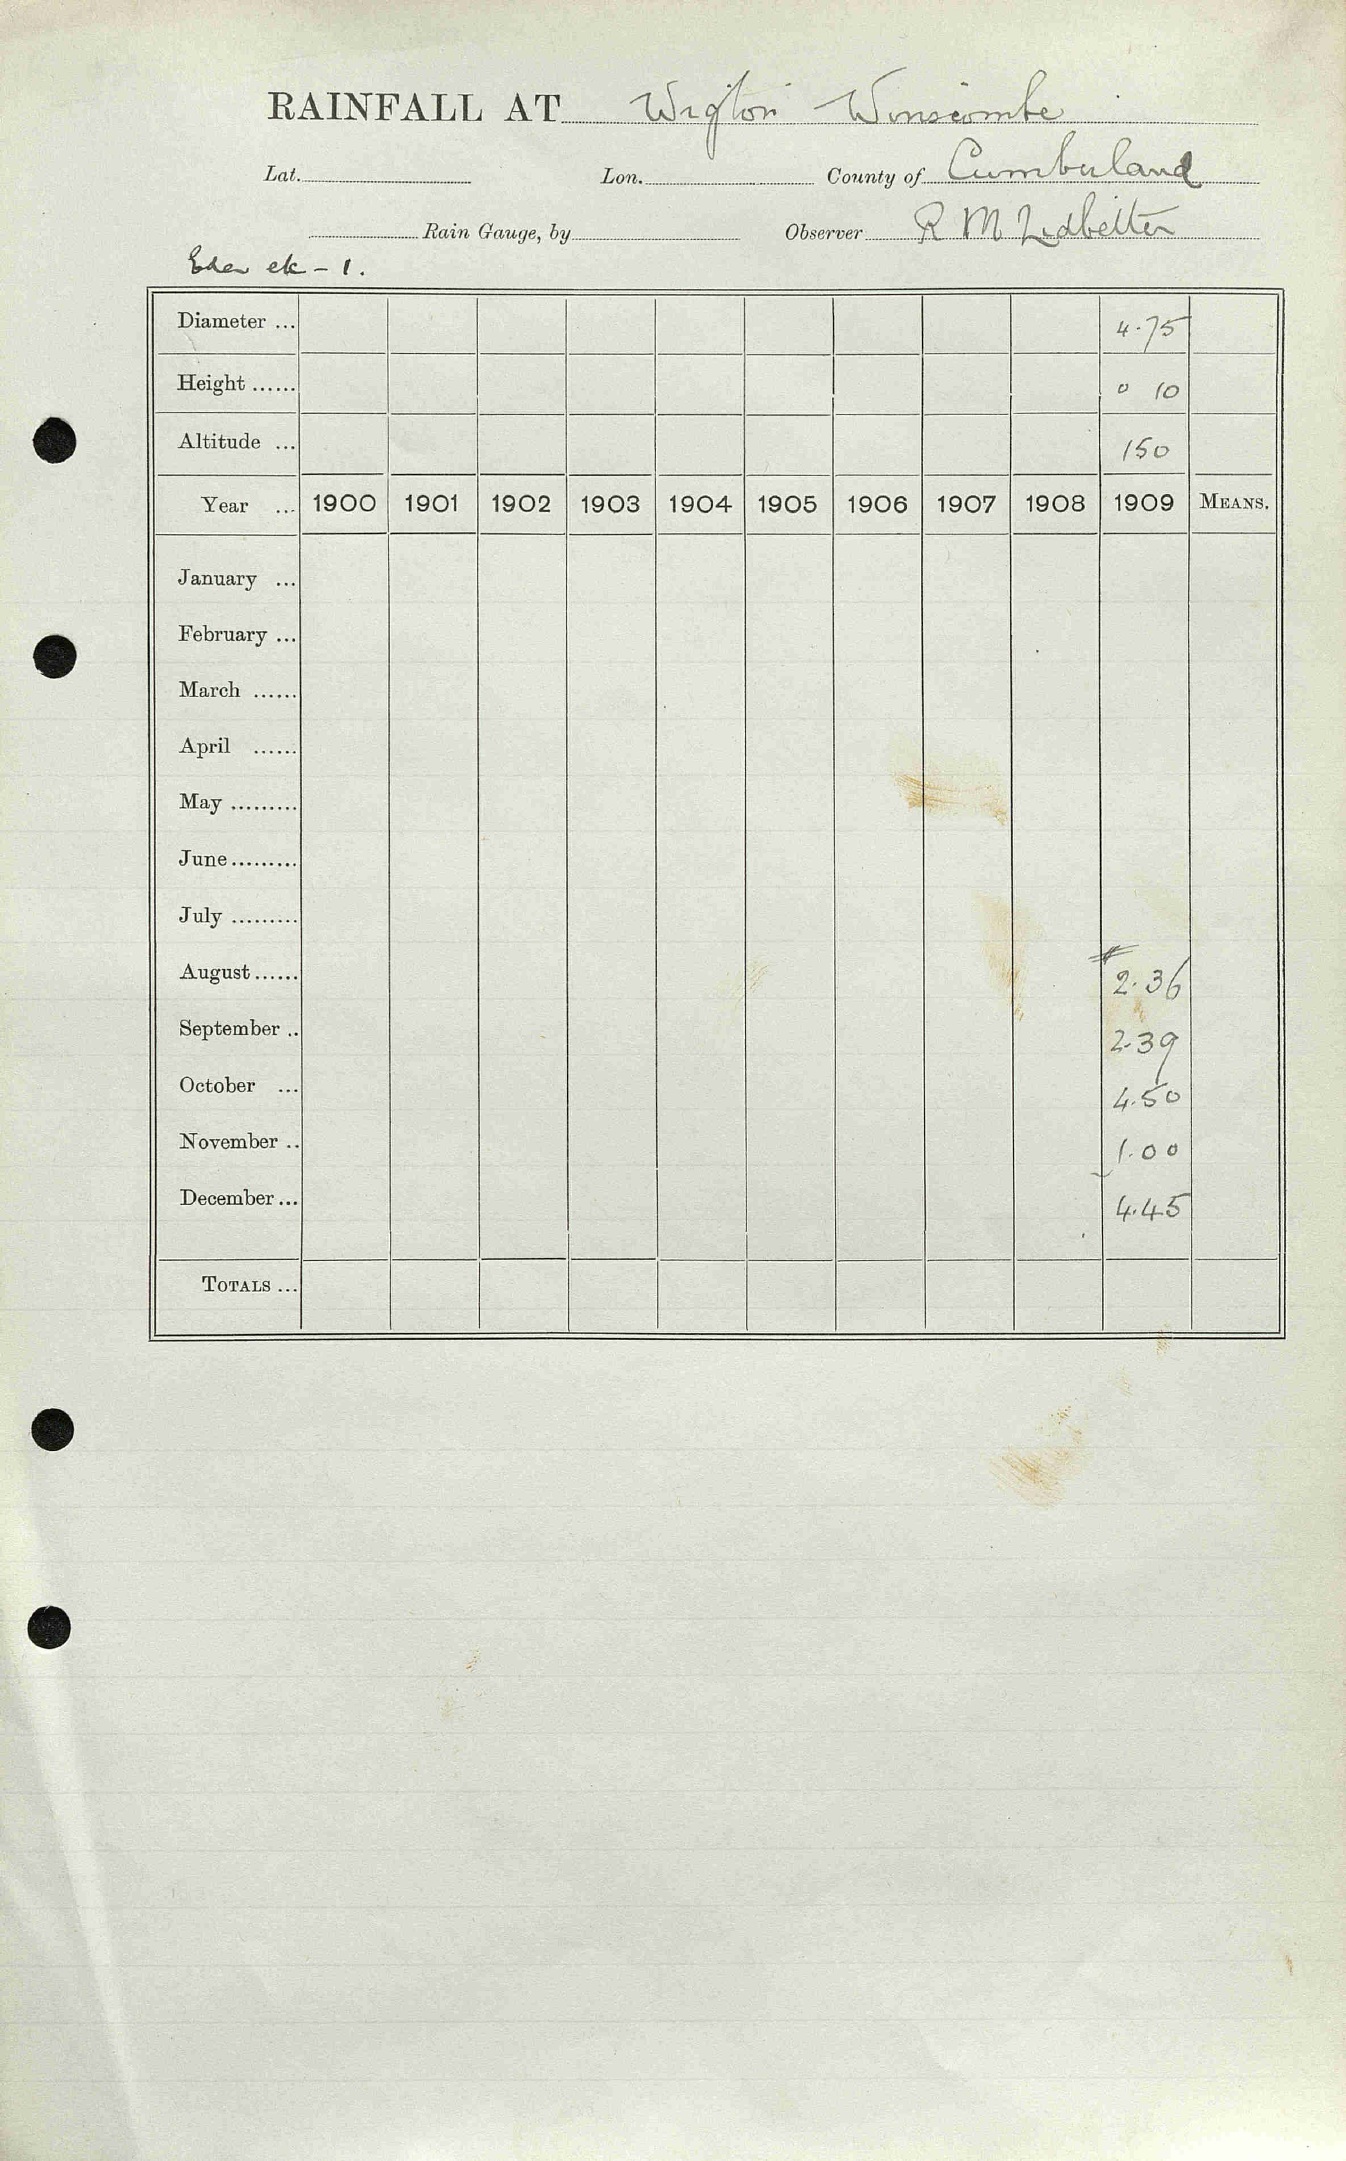 RAINFALL AT Wigton Winscombe
Lat. Lon. County of Cumberland
Rain Gauge, by Observer R M Ledbetter
Eden etc - 1.
Diameter ... 4.75
Height ...... 0 10
Altitude ... 150
Year ... 1900 1901 1902 1903 1904 1905 1906 1907 1908 1909 MEANS.
January ...
February ...
March ......
April ......
May .........
June.........
July .........
August...... 2.36
September .. 2.39
October ... 4.50
November .. 1.00
December... 4.45
TOTALS ...